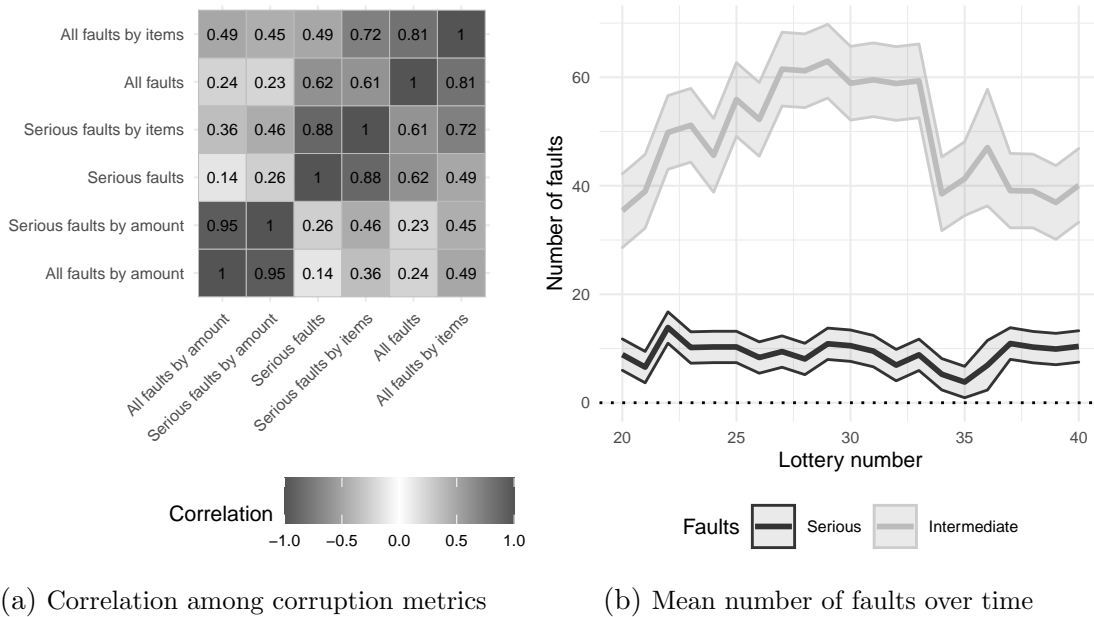 All faults by items 0.49 0.45 0.49 0.72 0.81 1
All faults 0.24 0.23 0.62 0.61 1 0.81
Serious faults by items 0.36 0.46 0.88 1 0.61 0.72
Serious faults 0.14 0.26 1 0.88 0.62 0.49
Serious faults by amount 0.95 1 0.26 0.46 0.23 0.45
All faults by amount 1 0.95 0.14 0.36 0.24 0.49
All faults by amount
Serious faults by amount
Serious faults
Serious faults by items
All faults
All faults by items
Correlation
−1.0 −0.5 0.0 0.5 1.0
(a) Correlation among corruption metrics
Number of faults
60
40
20
0
20 25 30 35 40
Lottery number
Faults Serious Intermediate
(b) Mean number of faults over time